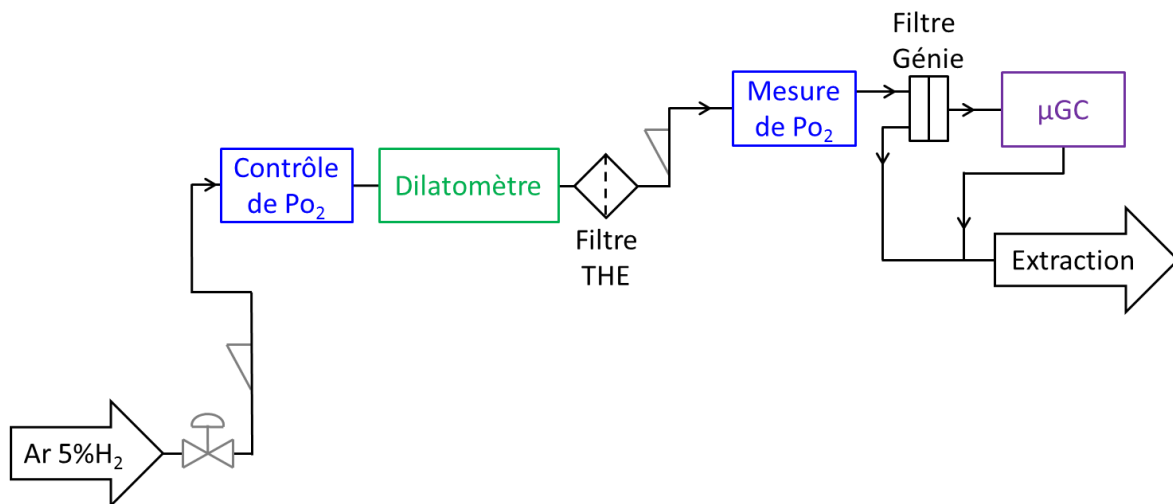 Filtre
Génie
Mesure
de Po₂
µGC
Contrôle
de Po₂
Dilatomètre
Filtre
THE
Extraction
Ar 5%H₂